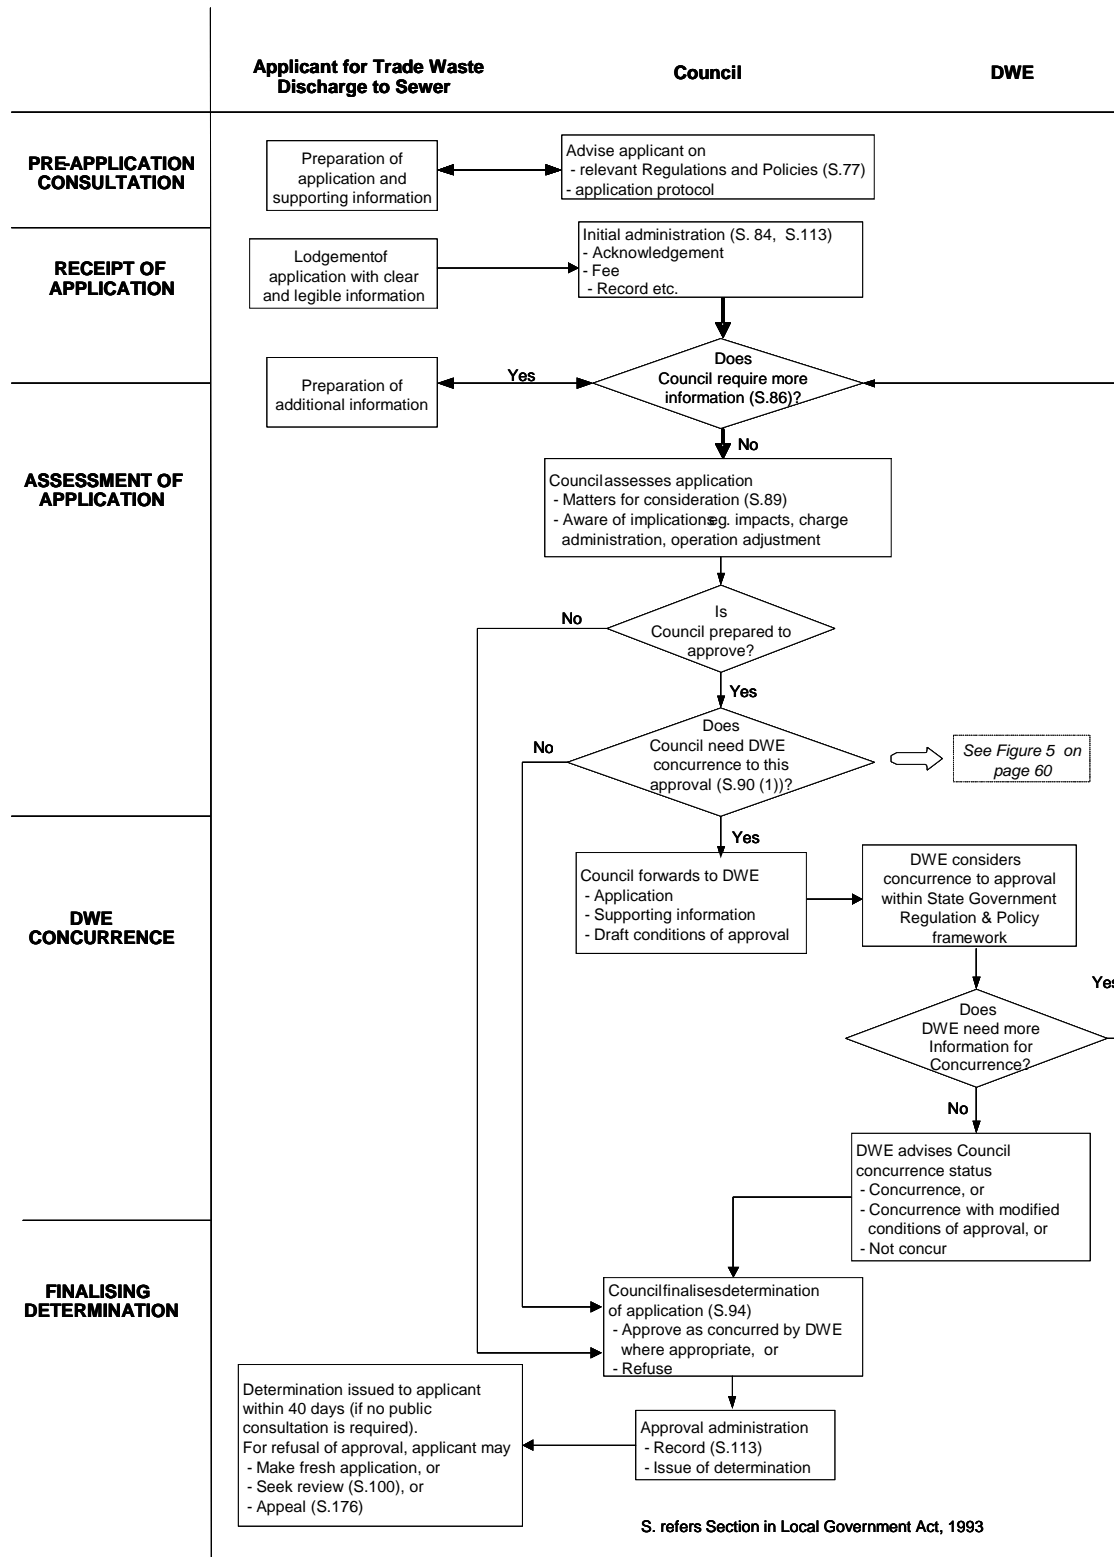 Applicant for Trade Waste
Discharge to Sewer
Council
DWE
PRE-APPLICATION
CONSULTATION
Preparation of
application and
supporting information
Advise applicant on
- relevant Regulations and Policies (S.77)
- application protocol
RECEIPT OF
APPLICATION
Lodgementof
application with clear
and legible information
Initial administration (S. 84, S.113)
- Acknowledgement
- Fee
- Record etc.
Does
Council require more
information (S.86)?
Yes
Preparation of
additional information
No
ASSESSMENT OF
APPLICATION
Councilassesses application
- Matters for consideration (S.89)
- Aware of implicationseg. impacts, charge
administration, operation adjustment
Is
Council prepared to
approve?
No
Yes
Does
Council need DWE
concurrence to this
approval (S.90 (1))?
No
See Figure 5 on
page 60
Yes
DWE
CONCURRENCE
Council forwards to DWE
- Application
- Supporting information
- Draft conditions of approval
DWE considers
concurrence to approval
within State Government
Regulation & Policy
framework
Yes
Does
DWE need more
Information for
Concurrence?
No
DWE advises Council
concurrence status
- Concurrence, or
- Concurrence with modified
conditions of approval, or
- Not concur
FINALISING
DETERMINATION
Councilfinalisesdetermination
of application (S.94)
- Approve as concurred by DWE
where appropriate, or
- Refuse
Determination issued to applicant
within 40 days (if no public
consultation is required).
For refusal of approval, applicant may
- Make fresh application, or
- Seek review (S.100), or
- Appeal (S.176)
Approval administration
- Record (S.113)
- Issue of determination
S. refers Section in Local Government Act, 1993